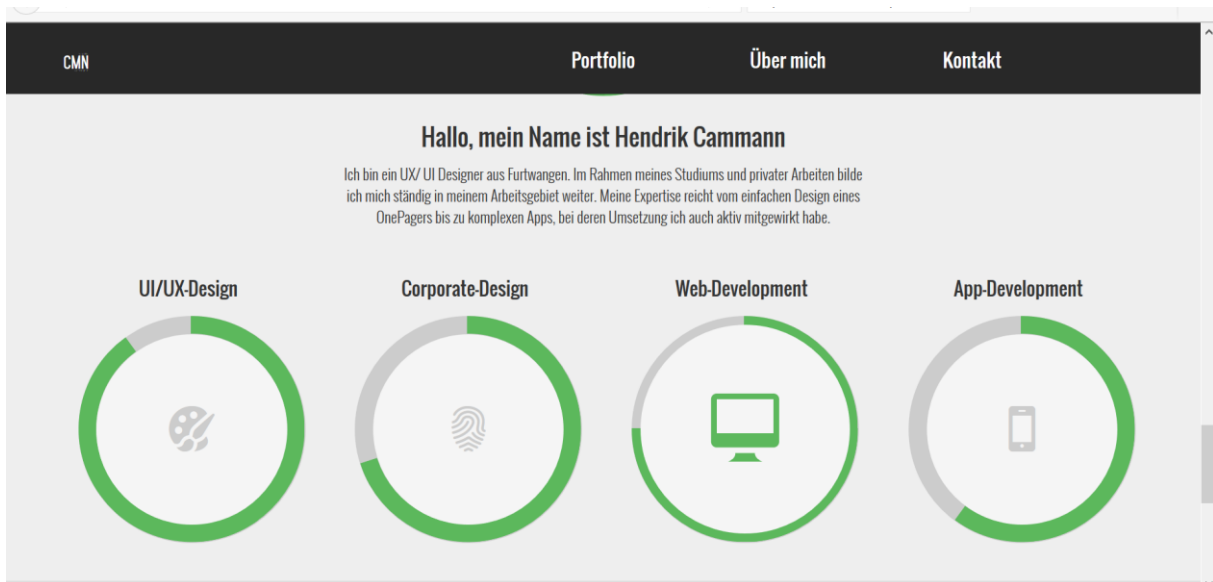 CMN
Portfolio
Über mich
Kontakt
Hallo, mein Name ist Hendrik Cammann
Ich bin ein UX/ UI Designer aus Furtwangen. Im Rahmen meines Studiums und privater Arbeiten bilde
ich mich ständig in meinem Arbeitsgebiet weiter. Meine Expertise reicht vom einfachen Design eines
OnePagers bis zu komplexen Apps, bei deren Umsetzung ich auch aktiv mitgewirkt habe.
UI/UX-Design
Corporate-Design
Web-Development
App-Development